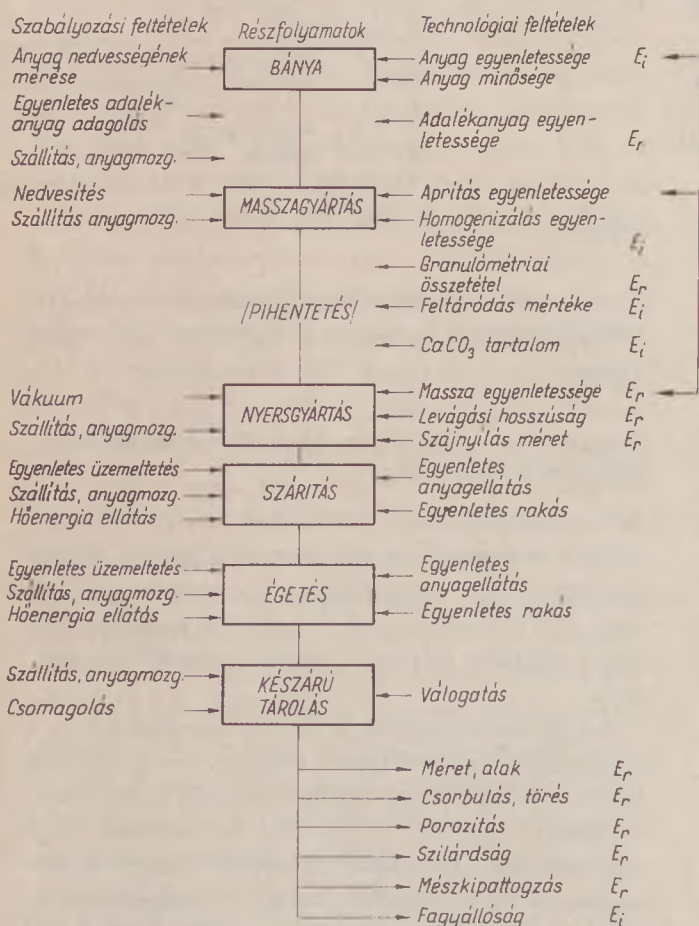 Szabályozási feltételek Részfolyamatok Technológiai feltételek
Anyag nedvességének
mérése
BÁNYA
Anyag egyenletessége Ei
Anyag minősége
Egyenletes adalék-
anyag adagolás
Adalékanyag egyen-
letessége Er
Szállítás, anyagmozg.
Nedvesítés
Szállítás anyagmozg.
MASSZAGYÁRTÁS
Aprítás egyenletessége
Homogenizálás egyen-
letessége Ei
Granulómétriai
összetétel Er
/PIHENTETÉS/
Feltáródás mértéke Ei
CaCO3 tartalom Ei
Vákuum
Szállítás, anyagmozg.
NYERSGYÁRTÁS
Massza egyenletessége Er
Levágási hosszúság Er
Szájnyílás méret Er
Egyenletes üzemeltetés
Szállítás, anyagmozg.
Hőenergia ellátás
SZÁRITÁS
Egyenletes
anyagellátás
Egyenletes rakás
Egyenletes üzemeltetés
Szállítás, anyagmozg.
Hőenergia ellátás
ÉGETÉS
Egyenletes
anyagellátás
Egyenletes rakás
Szállítás, anyagmozg.
Csomagolás
KÉSZÁRÚ
TÁROLÁS
Válogatás
Méret, alak Er
Csorbulás, törés Er
Porozitás Er
Szilárdság Er
Mészkipattogzás Er
Fagyállóság Ei